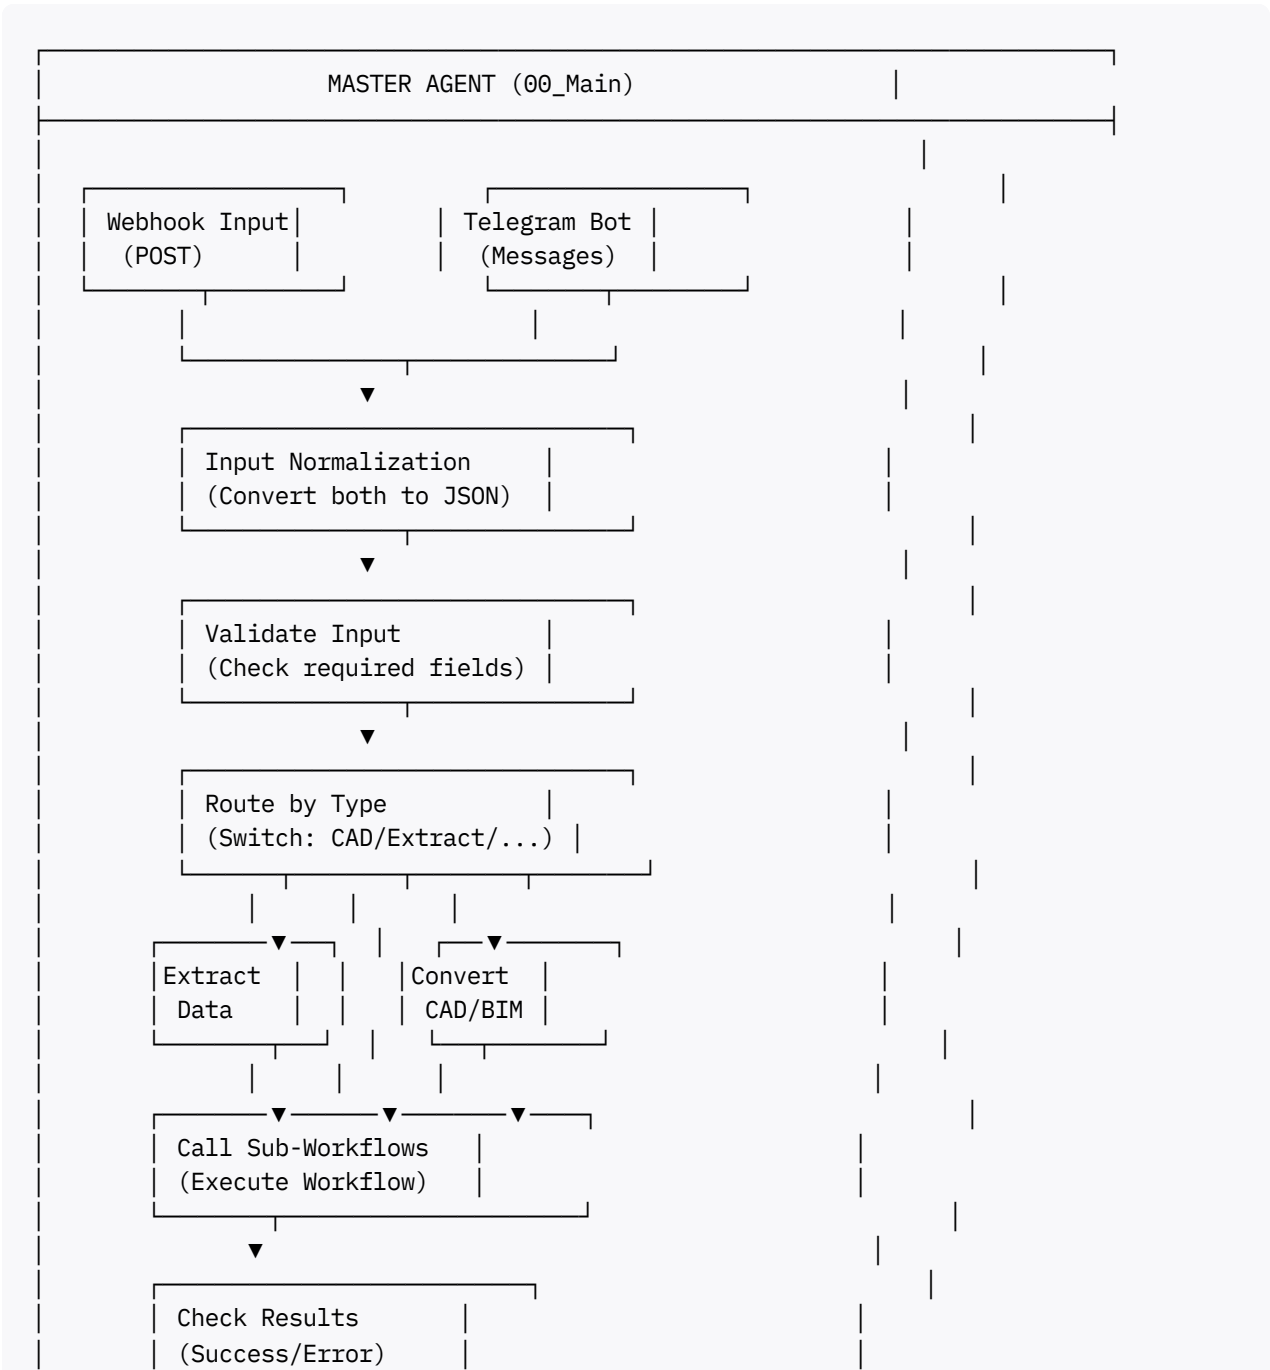 MASTER AGENT (00_Main)
Webhook Input Telegram Bot
(POST) (Messages)
Input Normalization
(Convert both to JSON)
Validate Input
(Check required fields)
Route by Type
(Switch: CAD/Extract/...)
Extract Convert
Data CAD/BIM
Call Sub-Workflows
(Execute Workflow)
Check Results
(Success/Error)